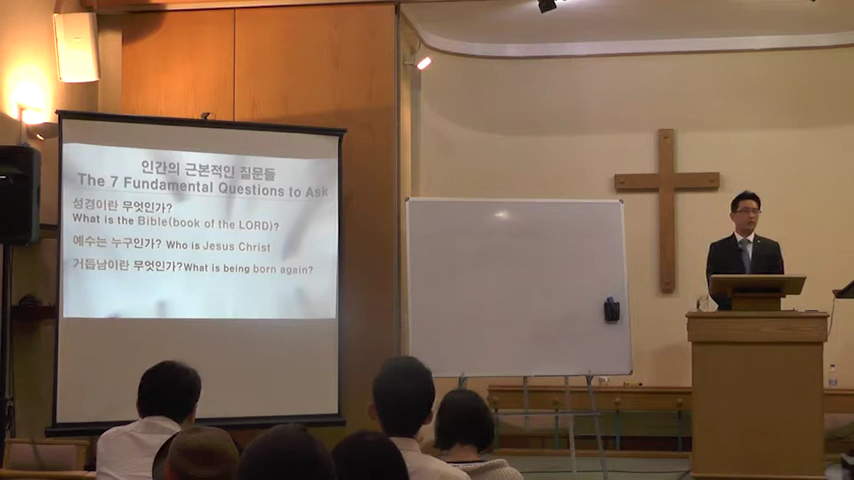 인간의 근본적인 질문들
The 7 Fundamental Questions to Ask
성경이란 무엇인가?
What is the Bible(book of the LORD)?
예수는 누구인가? Who is Jesus Christ
거듭남이란 무엇인가?What is being born again?